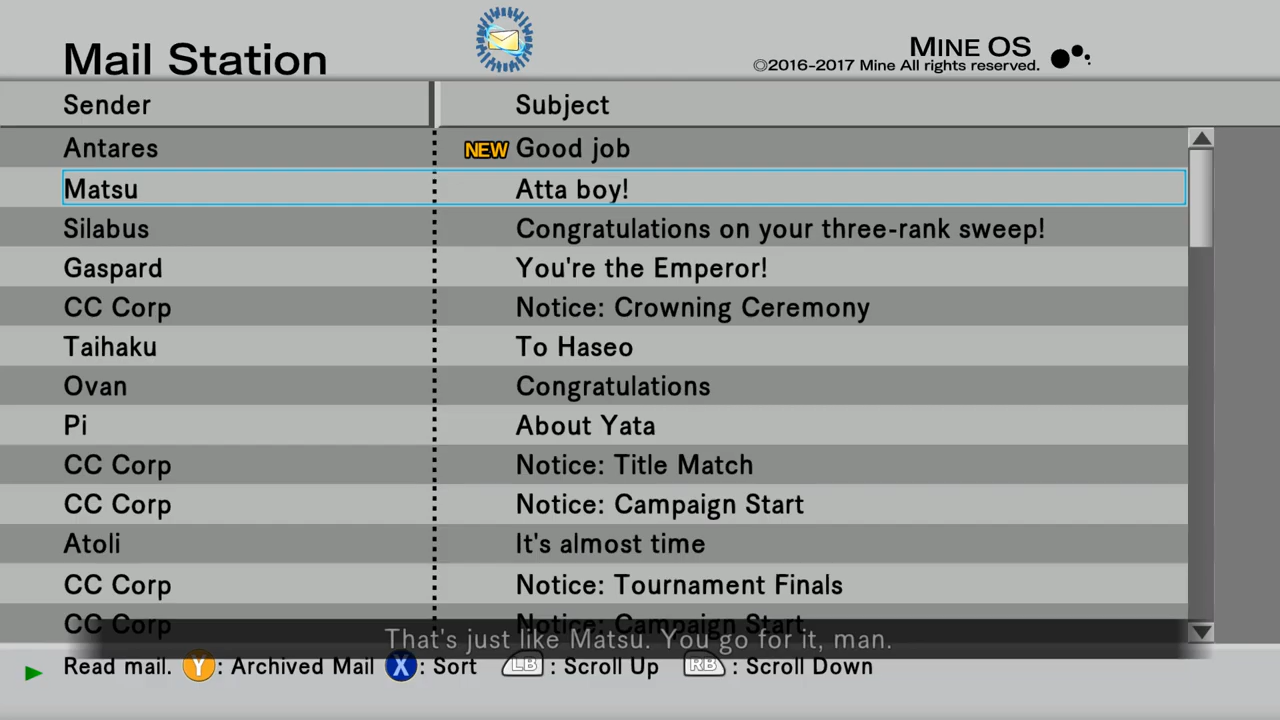 Mail Station
MINE OS
©2016-2017 Mine All rights reserved.
Sender Subject
Antares NEW Good job
Matsu Atta boy!
Silabus Congratulations on your three-rank sweep!
Gaspard You're the Emperor!
CC Corp Notice: Crowning Ceremony
Taihaku To Haseo
Ovan Congratulations
Pi About Yata
CC Corp Notice: Title Match
CC Corp Notice: Campaign Start
Atoli It's almost time
CC Corp Notice: Tournament Finals
CC Corp Notice: Campaign Start
That's just like Matsu. You go for it, man.
Read mail. Y: Archived Mail X: Sort LB: Scroll Up RB: Scroll Down